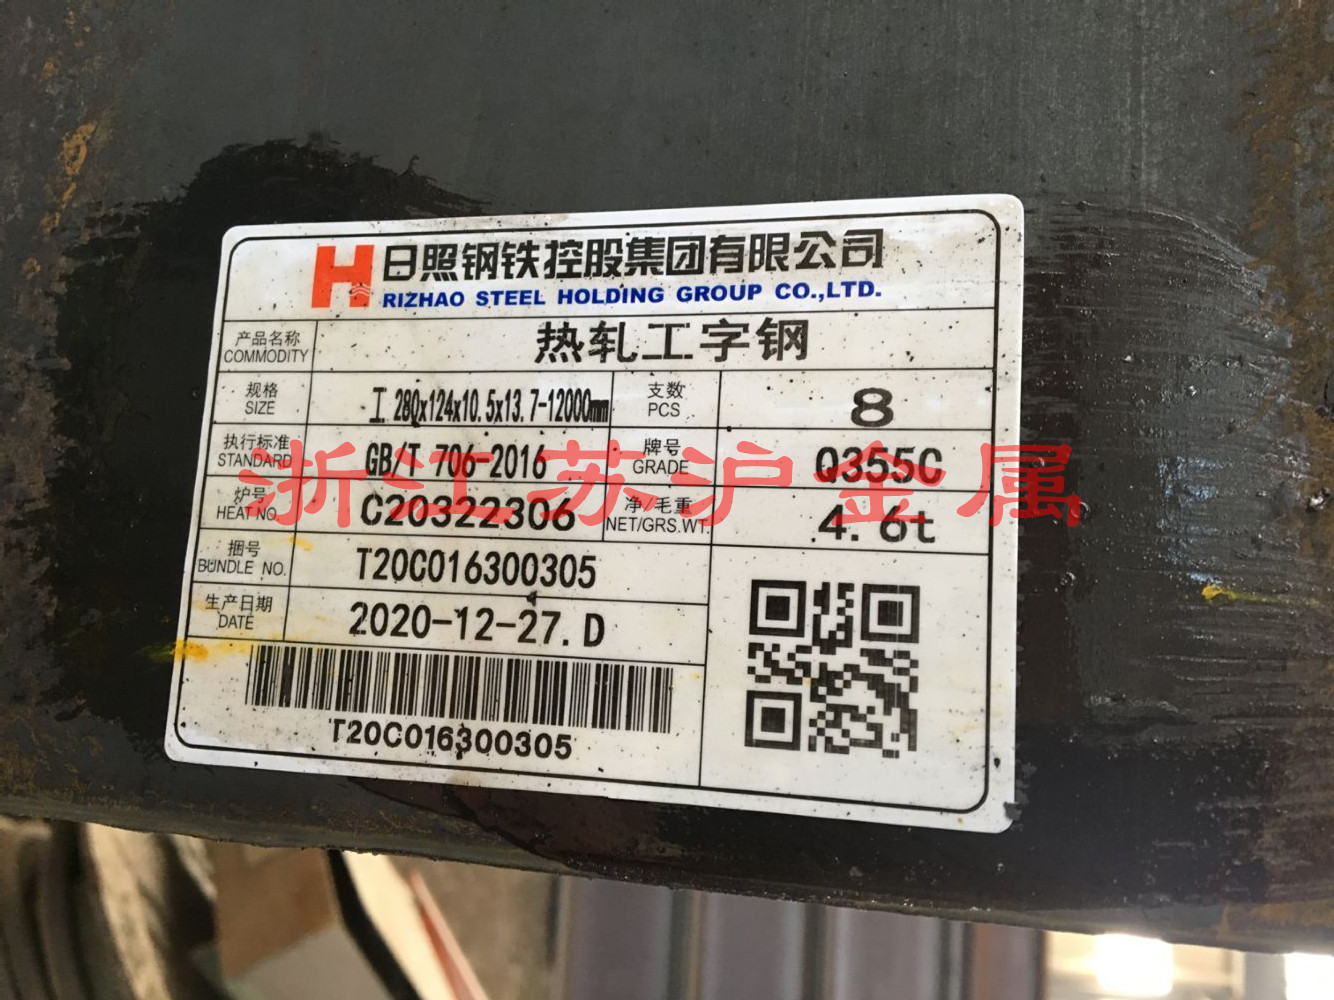 日照钢铁控股集团有限公司
RIZHAO STEEL HOLDING GROUP CO.,LTD.
产品名称 COMMODITY 热轧工字钢
规格 SIZE 工 280x124x10.5x13.7-12000mm 支数 PCS 8
执行标准 STANDARD GB/T 706-2016 牌号 GRADE Q355C
浙江苏沪金属
炉号 HEAT NO. C20322306 净/毛重 NET/GRS.WT. 4.6t
捆号 BUNDLE NO. T20C016300305
生产日期 DATE 2020-12-27.D
T20C016300305